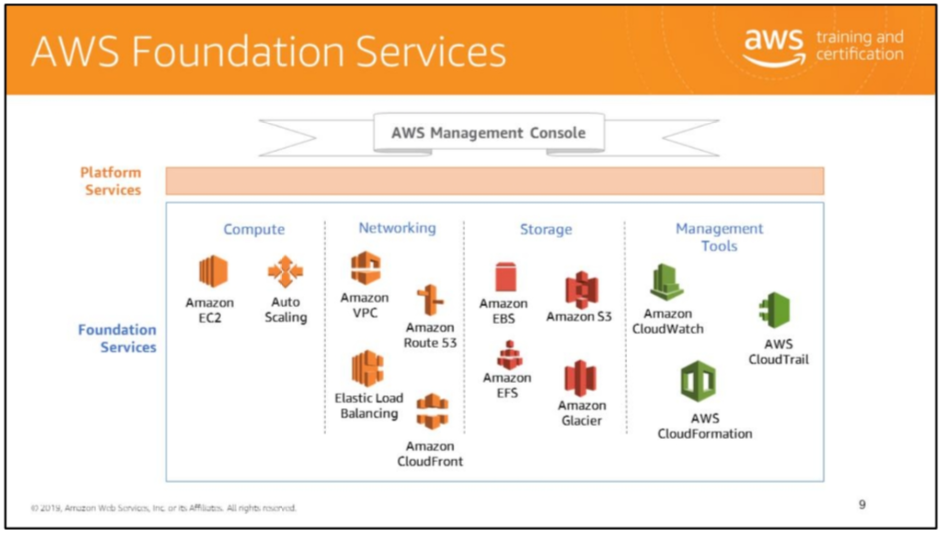 AWS Foundation Services
aws training and
certification
AWS Management Console
Platform
Services
Foundation
Services
Compute
Amazon
EC2
Auto
Scaling
Networking
Amazon
VPC
Amazon
Route 53
Elastic Load
Balancing
Amazon
CloudFront
Storage
Amazon
EBS
Amazon S3
Amazon
EFS
Amazon
Glacier
Management
Tools
Amazon
CloudWatch
AWS
CloudTrail
AWS
CloudFormation
© 2019, Amazon Web Services, Inc. or its Affiliates. All rights reserved.
9